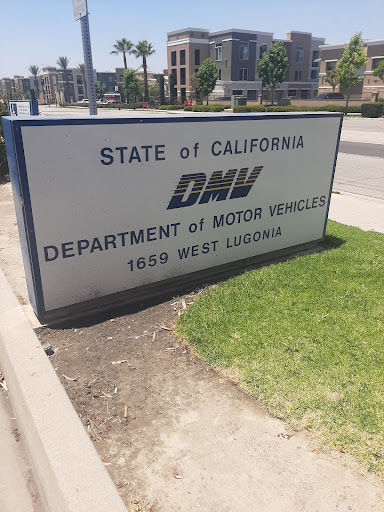 STATE of CALIFORNIA
DMV
DEPARTMENT of MOTOR VEHICLES
1659 WEST LUGONIA